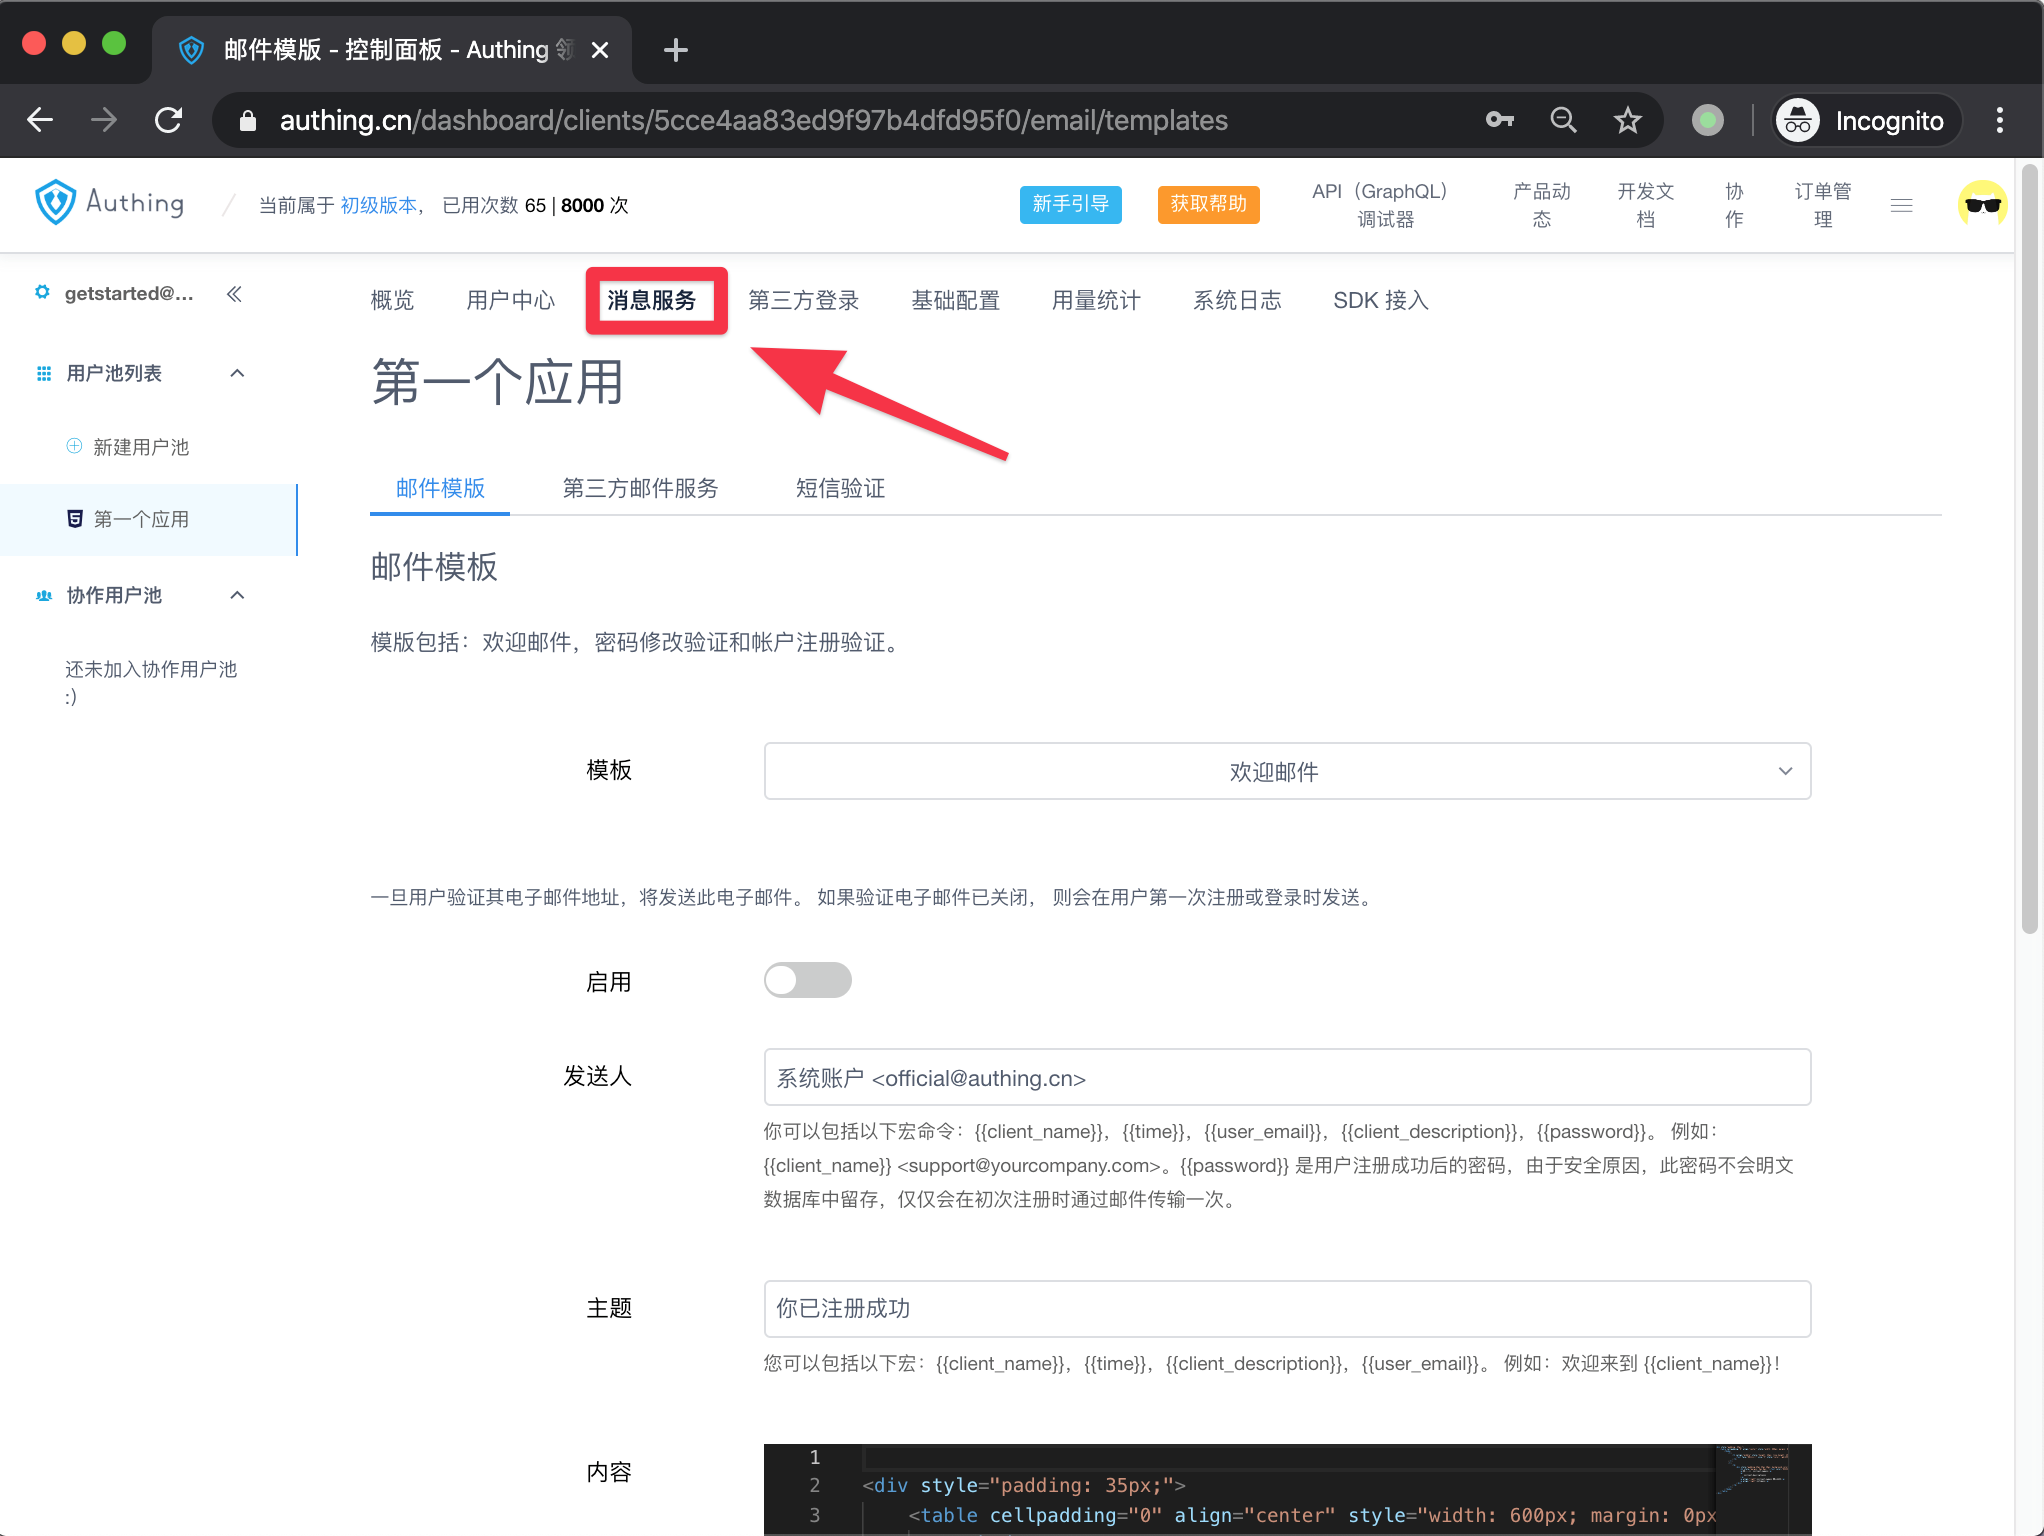 邮件模版 - 控制面板 - Authing 领
authing.cn/dashboard/clients/5cce4aa83ed9f97b4dfd95f0/email/templates
Incognito
Authing
/ 当前属于 初级版本， 已用次数 65 | 8000 次
新手引导
获取帮助
API（GraphQL）
调试器
产品动
态
开发文
档
协
作
订单管
理
getstarted@...
概览
用户中心
消息服务
第三方登录
基础配置
用量统计
系统日志
SDK 接入
用户池列表
新建用户池
第一个应用
协作用户池
还未加入协作用户池
:)
第一个应用
邮件模版
第三方邮件服务
短信验证
邮件模板
模版包括：欢迎邮件，密码修改验证和帐户注册验证。
模板
欢迎邮件
一旦用户验证其电子邮件地址，将发送此电子邮件。 如果验证电子邮件已关闭， 则会在用户第一次注册或登录时发送。
启用
发送人
系统账户 <official@authing.cn>
你可以包括以下宏命令：{{client_name}}，{{time}}，{{user_email}}，{{client_description}}，{{password}}。 例如：
{{client_name}} <support@yourcompany.com>。{{password}} 是用户注册成功后的密码，由于安全原因，此密码不会明文
数据库中留存，仅仅会在初次注册时通过邮件传输一次。
主题
你已注册成功
您可以包括以下宏：{{client_name}}，{{time}}，{{client_description}}，{{user_email}}。 例如：欢迎来到 {{client_name}}！
内容
1
2 <div style="padding: 35px;">
3 <table cellpadding="0" align="center" style="width: 600px; margin: 0px